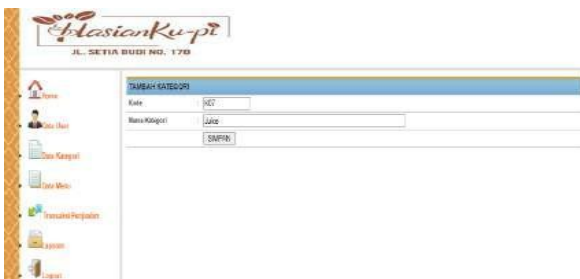 HasianKu-pi
JL. SETIA BUDI NO. 170
Home
Data User
Data Kategori
Data Menu
Transaksi Penjualan
Laporan
Logout
TAMBAH KATEGORI
Kode : K07
Nama Kategori : Juice
SIMPAN